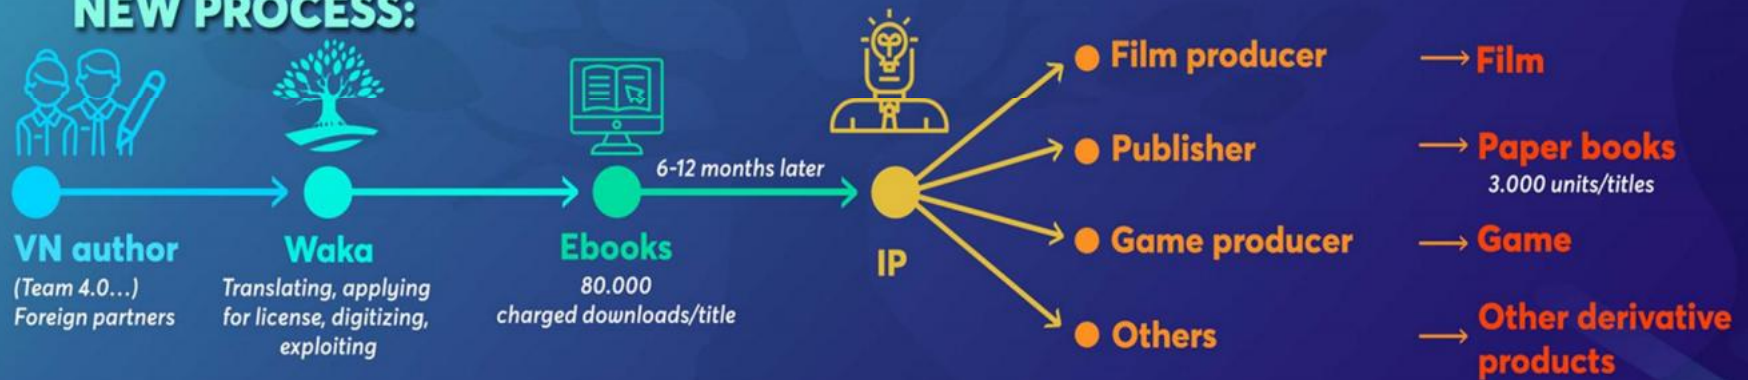 NEW PROCESS:
VN author
(Team 4.0...)
Foreign partners
Waka
Translating, applying
for license, digitizing,
exploiting
Ebooks
80.000
charged downloads/title
6-12 months later
IP
Film producer
Film
Publisher
Paper books
3.000 units/titles
Game producer
Game
Others
Other derivative
products